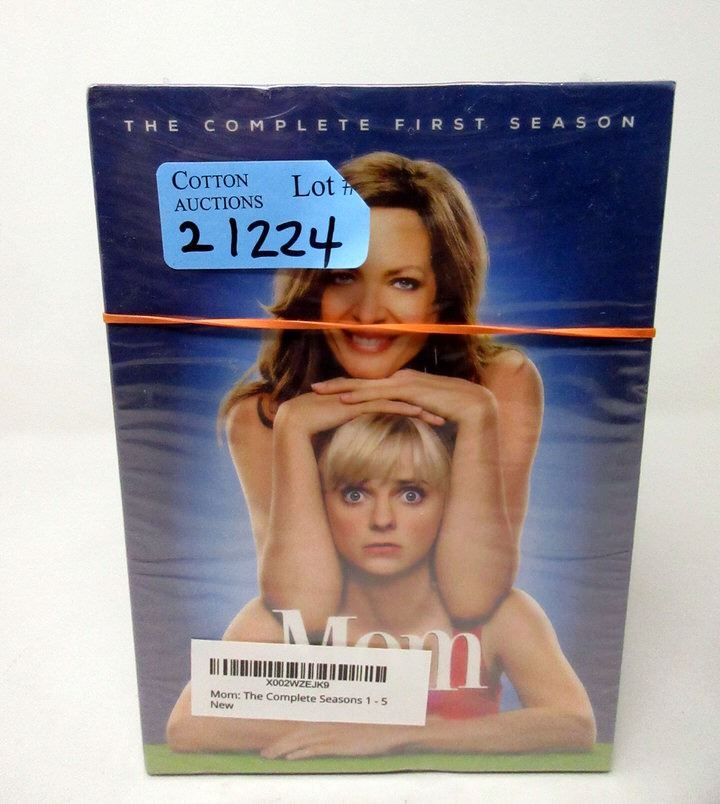 THE COMPLETE FIRST SEASON
COTTON AUCTIONS
Lot #
21224
Mom
X002WZEJK9
Mom: The Complete Seasons 1 - 5
New